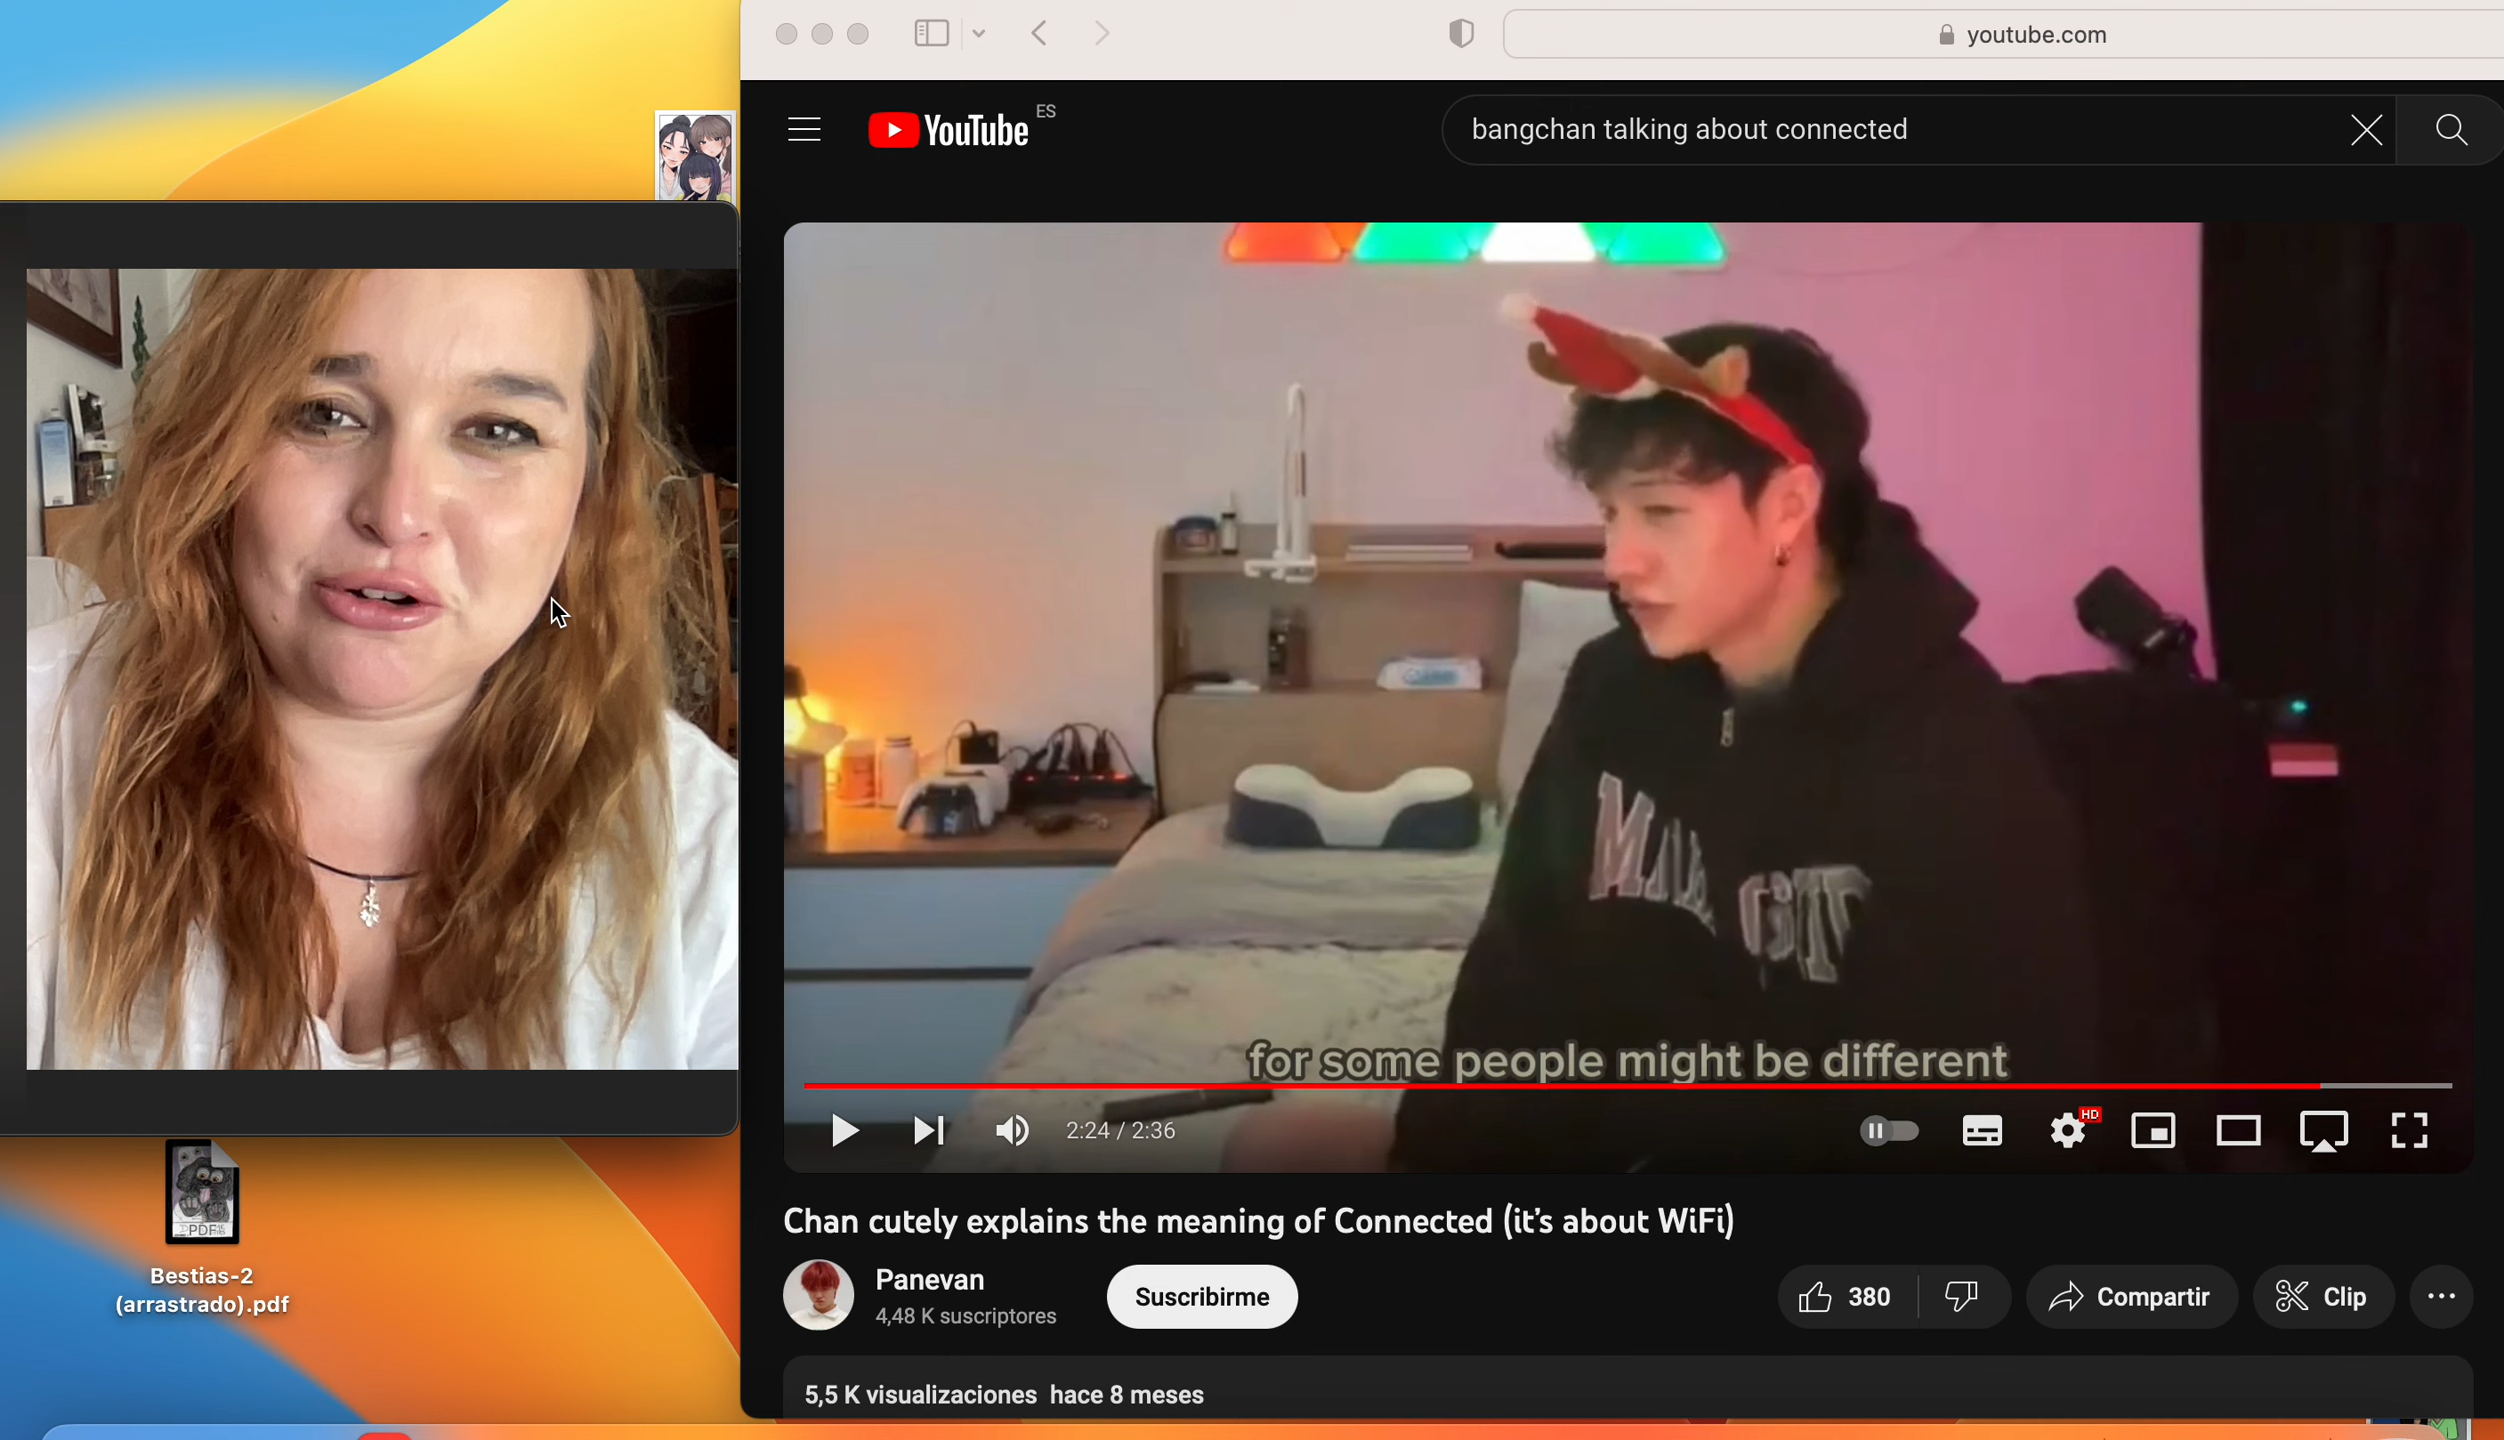 youtube.com
YouTube ES
bangchan talking about connected
for some people might be different
2:24 / 2:36
HD
Chan cutely explains the meaning of Connected (it's about WiFi)
Panevan
4,48 K suscriptores
Suscribirme
380
Compartir
Clip
5,5 K visualizaciones hace 8 meses
PDF
Bestias-2
(arrastrado).pdf